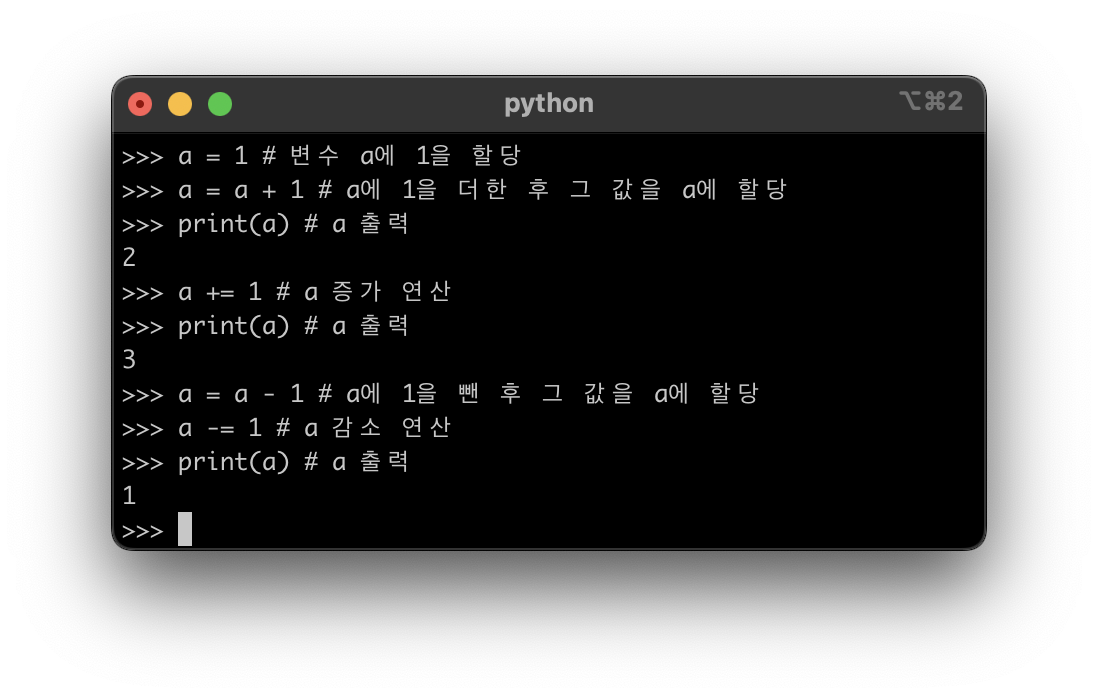 python
⌥⌘2
>>> a = 1 # 변수 a에 1을 할당
>>> a = a + 1 # a에 1을 더한 후 그 값을 a에 할당
>>> print(a) # a 출력
2
>>> a += 1 # a 증가 연산
>>> print(a) # a 출력
3
>>> a = a - 1 # a에 1을 뺀 후 그 값을 a에 할당
>>> a -= 1 # a 감소 연산
>>> print(a) # a 출력
1
>>>